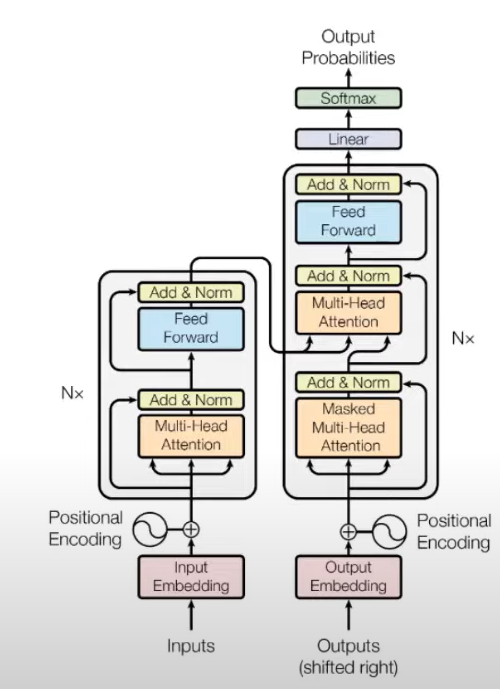 Output
Probabilities
Softmax
Linear
Add & Norm
Feed
Forward
Add & Norm
Multi-Head
Attention
Add & Norm
Masked
Multi-Head
Attention
Nx
Add & Norm
Feed
Forward
Add & Norm
Multi-Head
Attention
Nx
Positional
Encoding
Positional
Encoding
Input
Embedding
Output
Embedding
Inputs
Outputs
(shifted right)